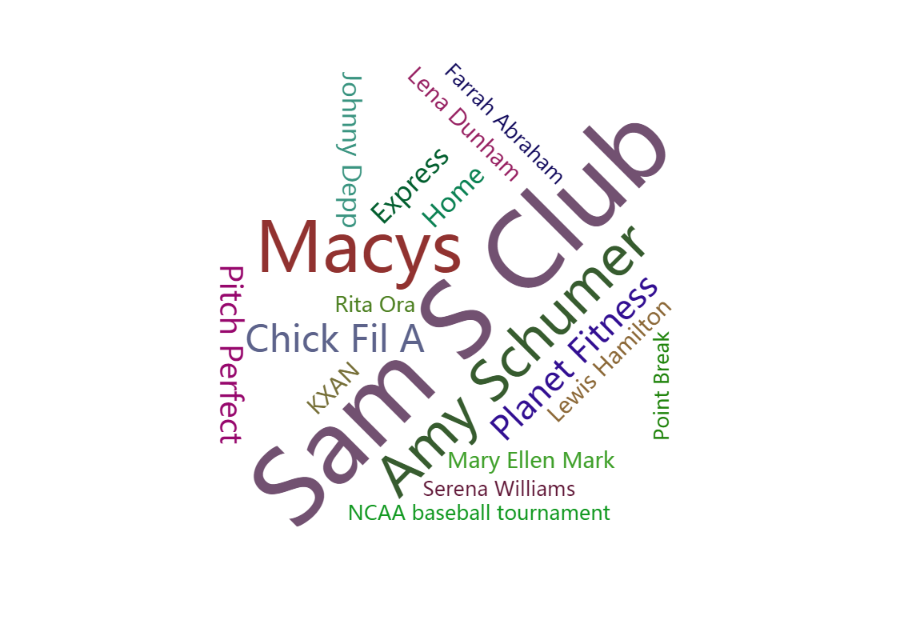 Farrah Abraham
Lena Dunham
Johnny Depp
Express
Home
Sam S Club
Macys
Amy Schumer
Pitch Perfect
Planet Fitness
Rita Ora
Lewis Hamilton
Chick Fil A
Point Break
KXAN
Mary Ellen Mark
Serena Williams
NCAA baseball tournament